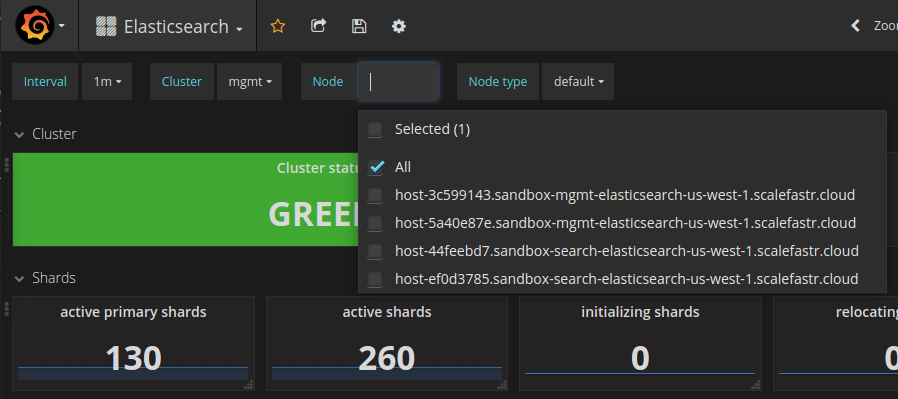 Elasticsearch
Zoo
Interval 1m Cluster mgmt Node Node type default
Selected (1)
Cluster
All
Cluster statu
host-3c599143.sandbox-mgmt-elasticsearch-us-west-1.scalefastr.cloud
GREE
host-5a40e87e.sandbox-mgmt-elasticsearch-us-west-1.scalefastr.cloud
host-44feebd7.sandbox-search-elasticsearch-us-west-1.scalefastr.cloud
Shards
host-ef0d3785.sandbox-search-elasticsearch-us-west-1.scalefastr.cloud
active primary shards active shards initializing shards relocating
130 260 0 0